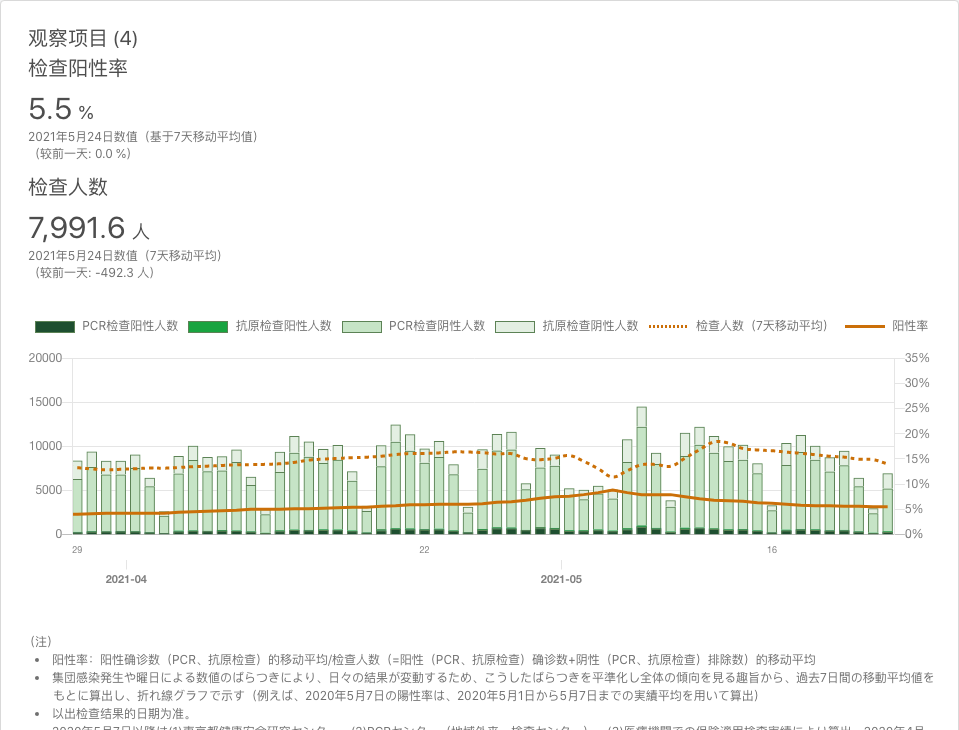 观察项目 (4)
检查阳性率
5.5 %
2021年5月24日数值（基于7天移动平均值）
（较前一天: 0.0 %）
检查人数
7,991.6 人
2021年5月24日数值（7天移动平均）
（较前一天: -492.3 人）
PCR检查阳性人数 抗原检查阳性人数 PCR检查阴性人数 抗原检查阴性人数 检查人数（7天移动平均） 阳性率
20000 35%
30%
15000 25%
10000 20%
15%
5000 10%
5%
0 0%
29 22 16
2021-04 2021-05
(注)
• 阳性率：阳性确诊数（PCR、抗原检查）的移动平均/检查人数（=阳性（PCR、抗原检查）确诊数+阴性（PCR、抗原检查）排除数）的移动平均
• 集団感染発生や曜日による数値のばらつきにより、日々の結果が変動するため、こうしたばらつきを平準化し全体の傾向を見る趣旨から、過去7日間の移動平均値を
もとに算出し、折れ線グラフで示す（例えば、2020年5月7日の陽性率は、2020年5月1日から5月7日までの実績平均を用いて算出）
• 以出检查结果的日期为准。